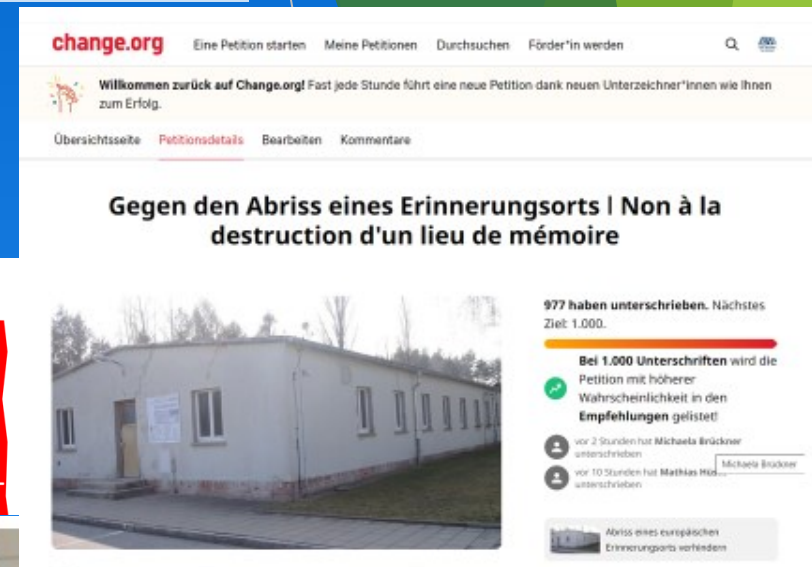 change.org Eine Petition starten Meine Petitionen Durchsuchen Förder*in werden
Willkommen zurück auf Change.org! Fast jede Stunde führt eine neue Petition dank neuen Unterzeichner*innen wie Ihnen
zum Erfolg.
Übersichtsseite Petitionsdetails Bearbeiten Kommentare
Gegen den Abriss eines Erinnerungsorts I Non à la
destruction d'un lieu de mémoire
977 haben unterschrieben. Nächstes
Ziel: 1.000.
Bei 1.000 Unterschriften wird die
Petition mit höherer
Wahrscheinlichkeit in den
Empfehlungen gelistet!
vor 2 Stunden hat Michaela Brückner
unterschrieben
Michaela Brückner
vor 10 Stunden hat Mathias
unterschrieben
Abriss eines europäischen
Erinnerungsorts verhindern